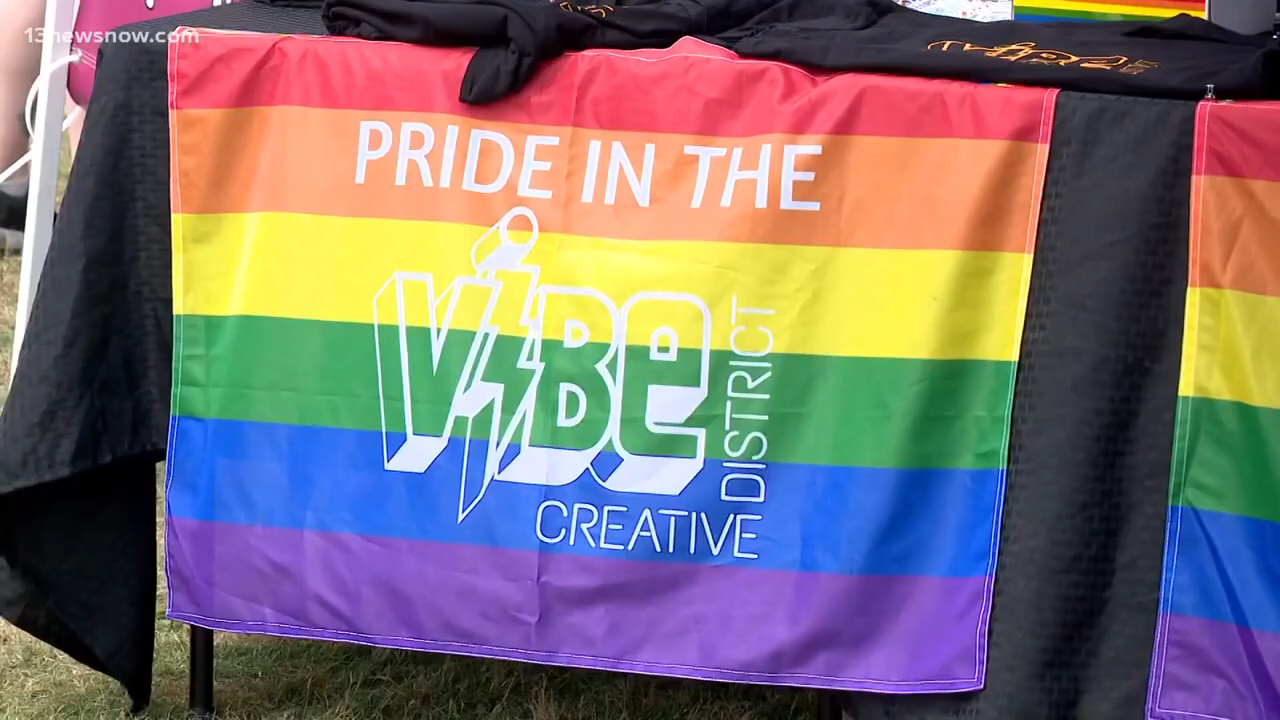 13newsnow.com
PRIDE IN THE
ViBe
CREATIVE
DISTRICT